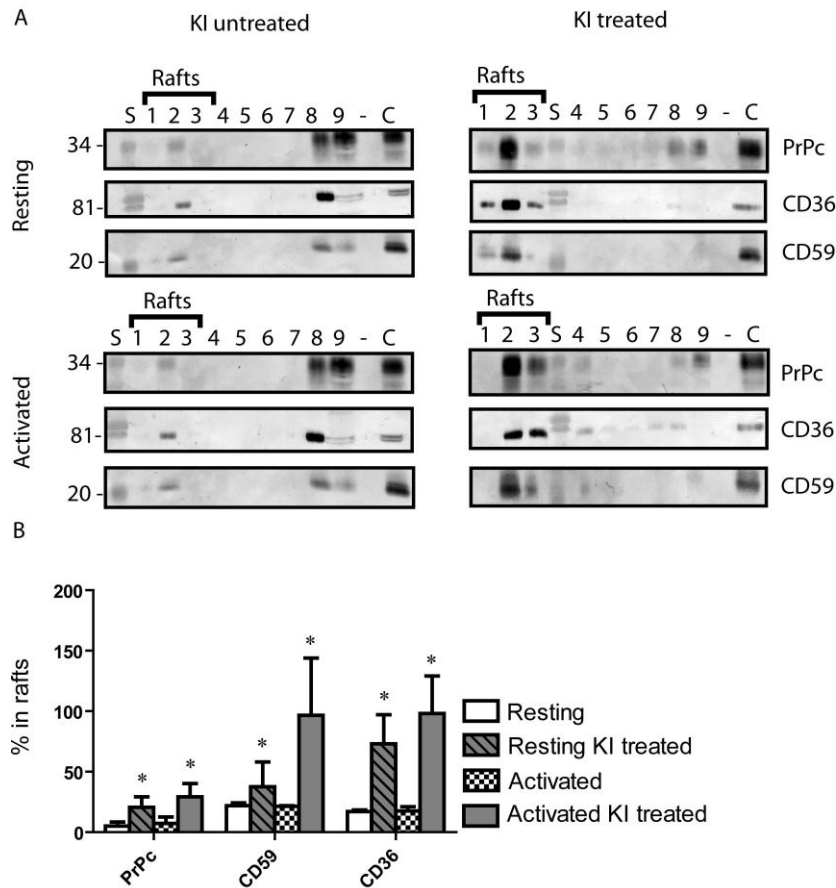 A
KI untreated
KI treated
Rafts
S 1 2 3 4 5 6 7 8 9 - C
Resting
34 -
81 -
20 -
Rafts
1 2 3 S 4 5 6 7 8 9 - C
PrPc
CD36
CD59
Rafts
S 1 2 3 4 5 6 7 8 9 - C
Activated
34 -
81 -
20 -
Rafts
1 2 3 S 4 5 6 7 8 9 - C
PrPc
CD36
CD59
B
% in rafts
200
150
100
50
0
* * * * * *
PrPc
CD59
CD36
Resting
Resting KI treated
Activated
Activated KI treated